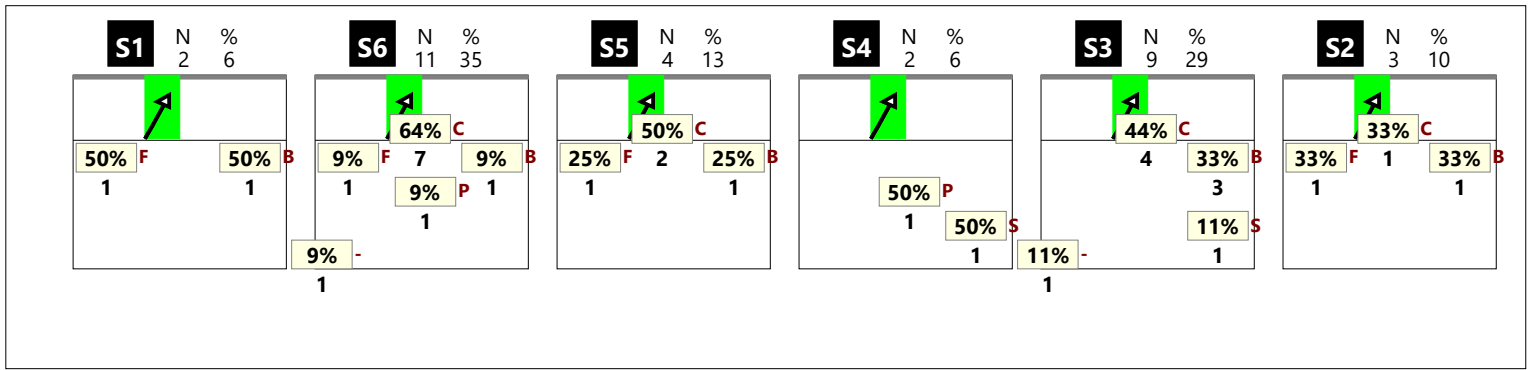 S1 N % 2 6
S6 N % 11 35
S5 N % 4 13
S4 N % 2 6
S3 N % 9 29
S2 N % 3 10
50% F 1
50% B 1
64% C 7
9% F 1
9% B 1
9% P 1
9% - 1
50% C 2
25% F 1
25% B 1
50% P 1
50% S 1
44% C 4
33% B 3
11% S 1
11% - 1
33% C 1
33% F 1
33% B 1